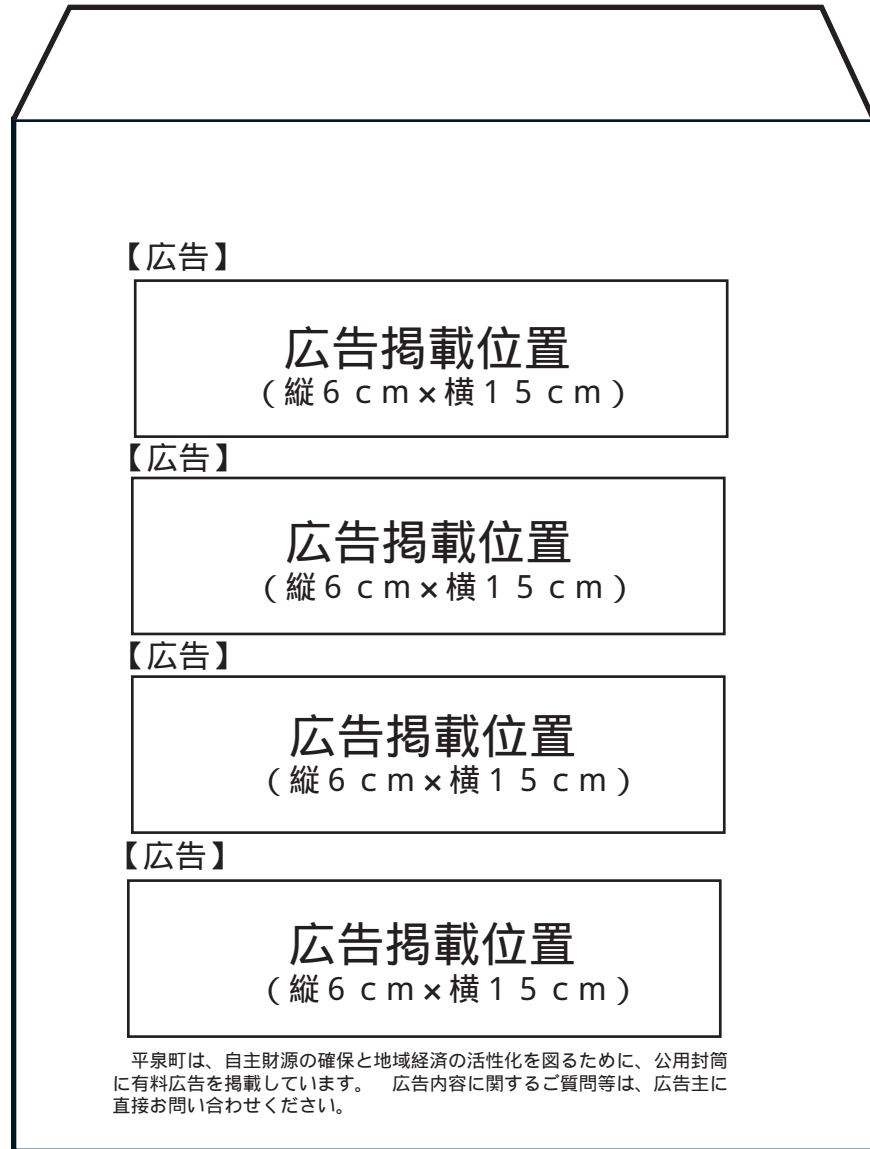 【広告】
広告掲載位置
（縦６ｃｍ×横１５ｃｍ）
【広告】
広告掲載位置
（縦６ｃｍ×横１５ｃｍ）
【広告】
広告掲載位置
（縦６ｃｍ×横１５ｃｍ）
【広告】
広告掲載位置
（縦６ｃｍ×横１５ｃｍ）
　平泉町は、自主財源の確保と地域経済の活性化を図るために、公用封筒
に有料広告を掲載しています。　広告内容に関するご質問等は、広告主に
直接お問い合わせください。